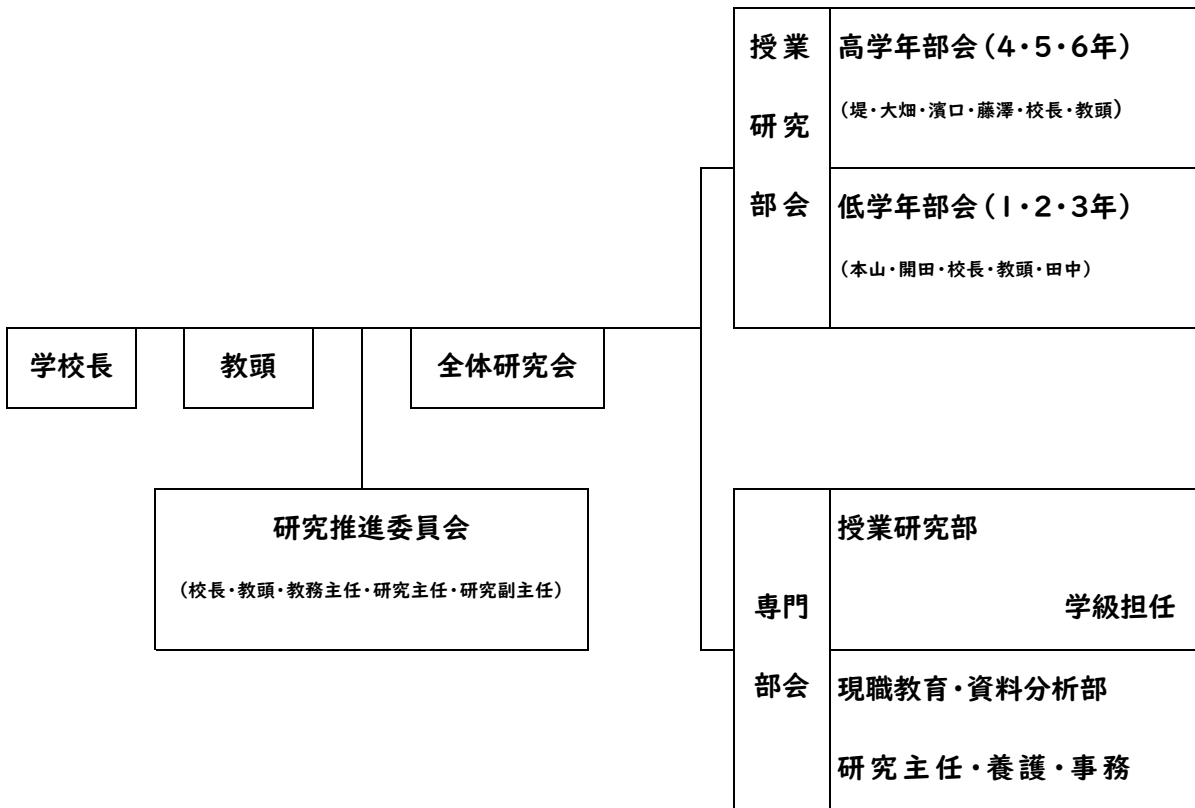 授業研究部会
高学年部会（4・5・6年）
（堤・大畑・濱口・藤澤・校長・教頭）
低学年部会（1・2・3年）
（本山・開田・校長・教頭・田中）
学校長
教頭
全体研究会
研究推進委員会
（校長・教頭・教務主任・研究主任・研究副主任）
専門部会
授業研究部
学級担任
現職教育・資料分析部
研究主任・養護・事務